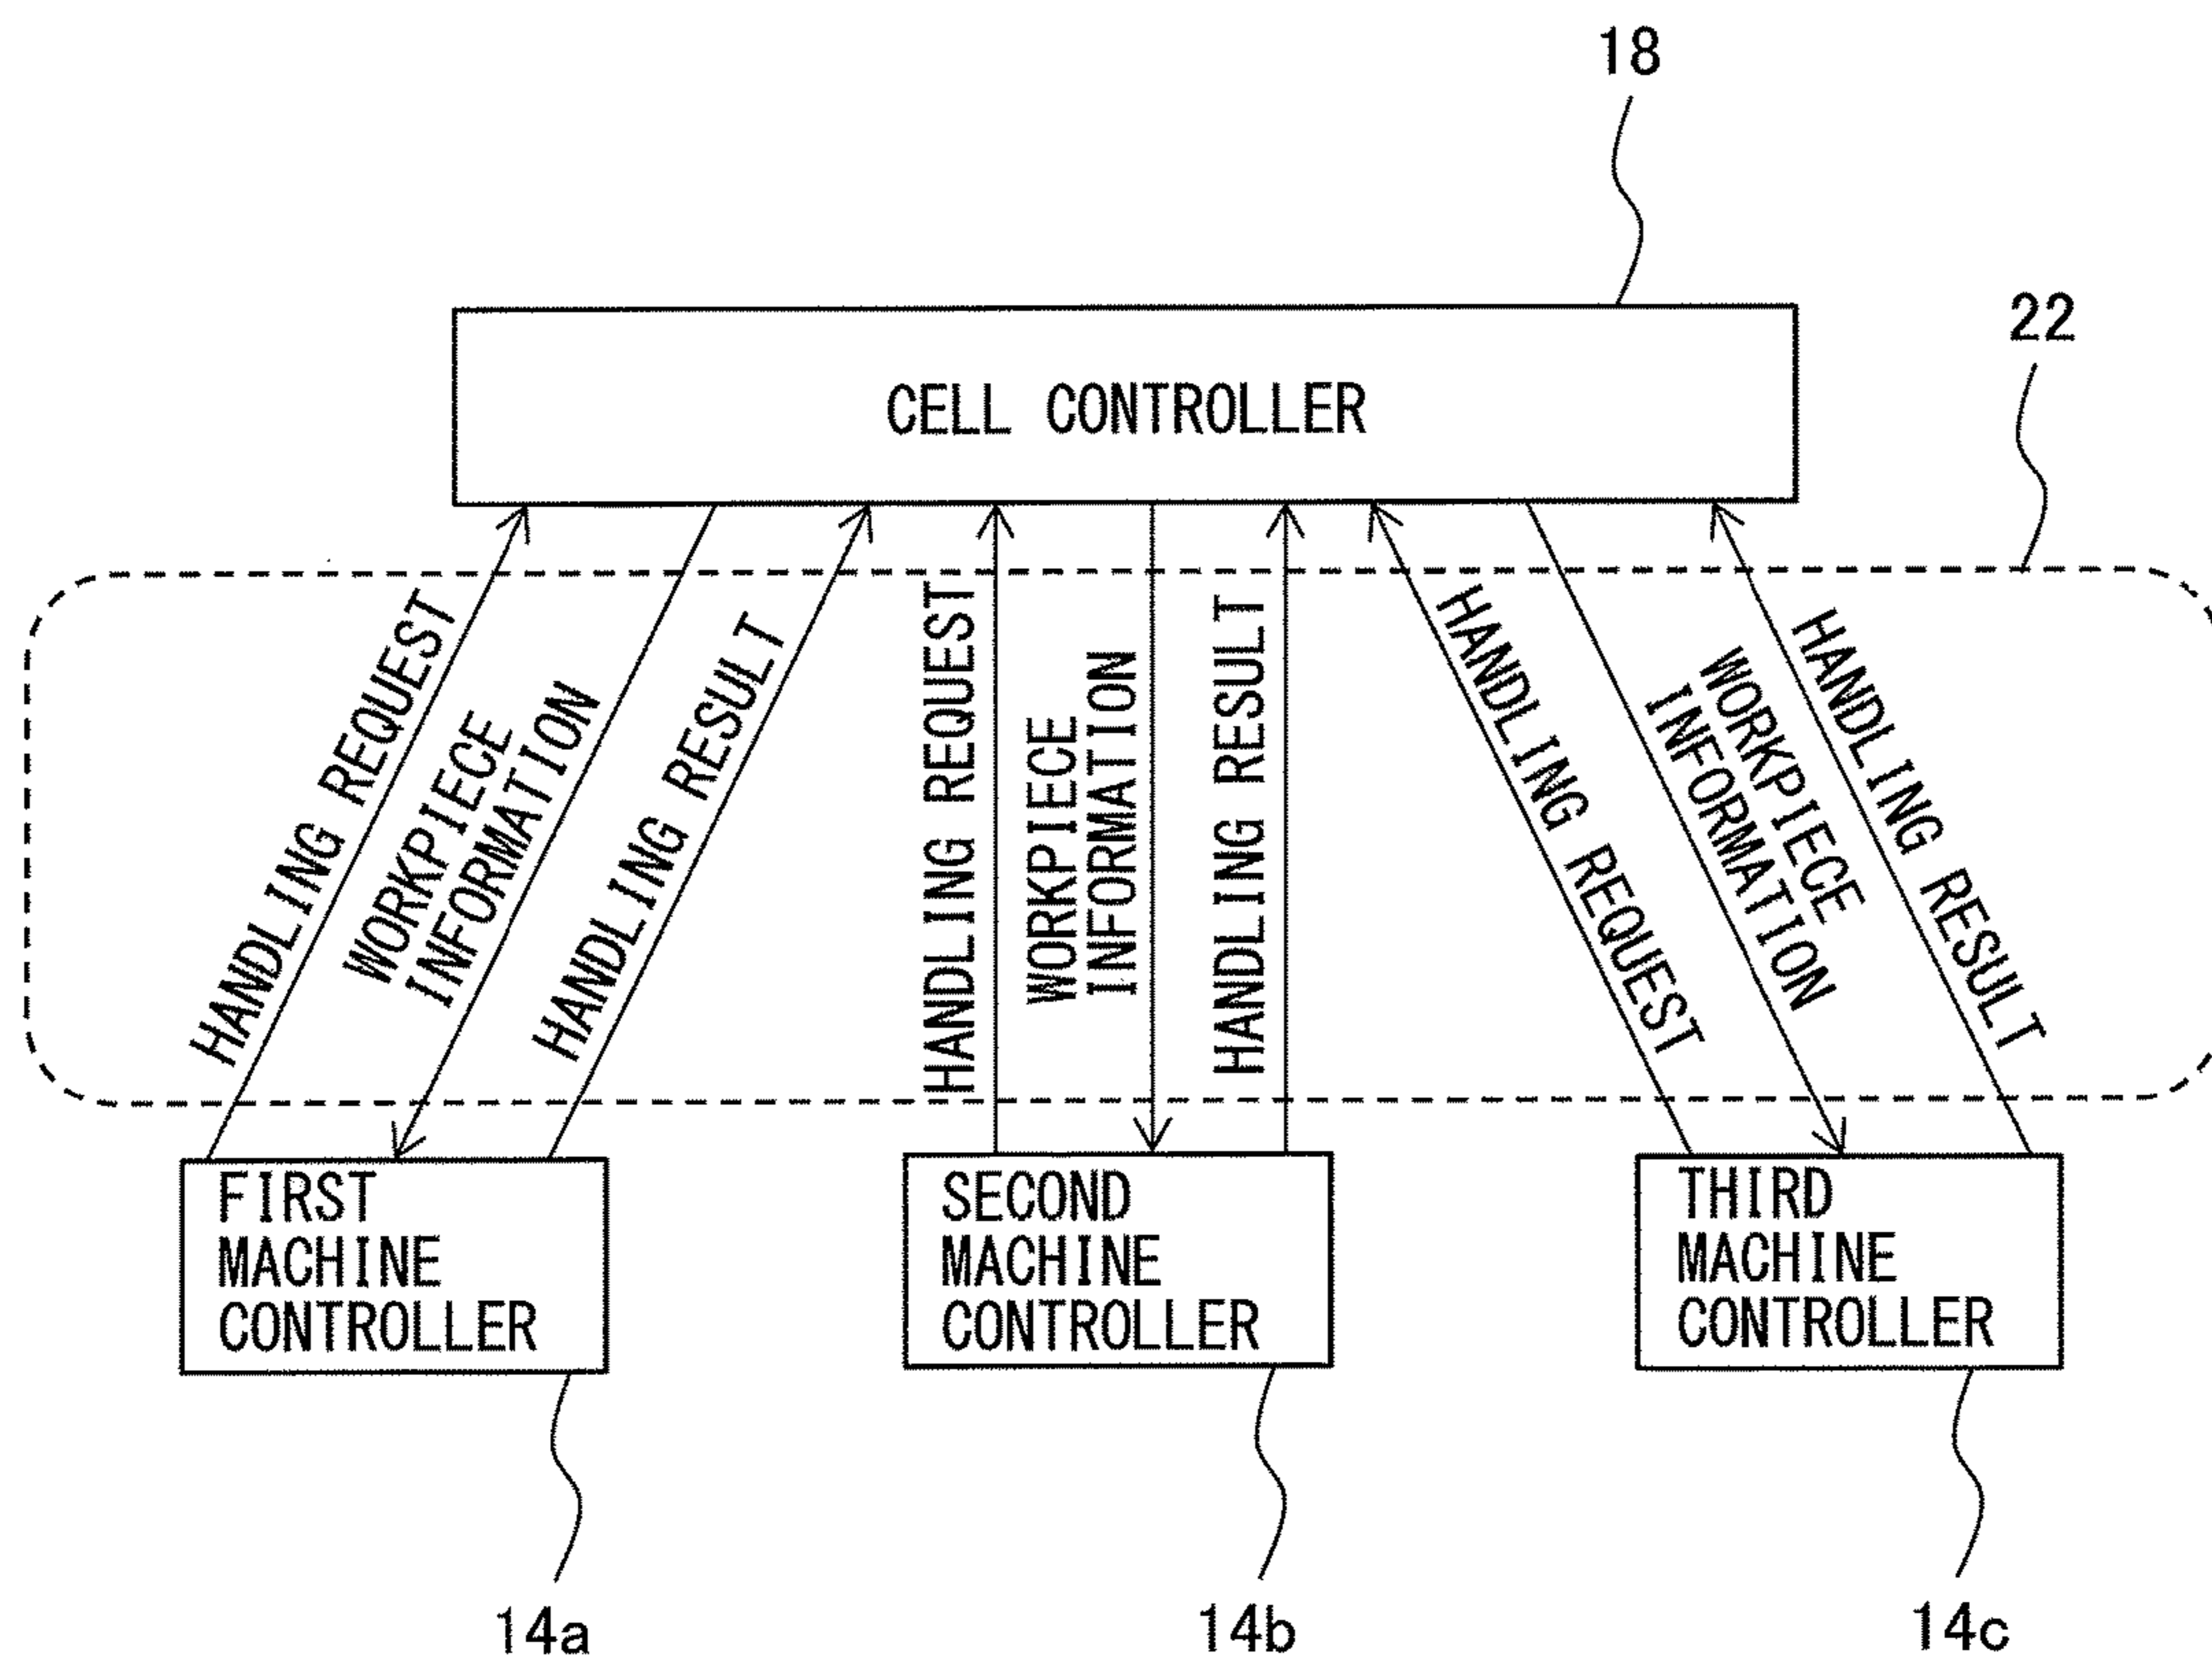 18
22
CELL CONTROLLER
HANDLING REQUEST
WORKPIECE
INFORMATION
HANDLING RESULT
HANDLING REQUEST
WORKPIECE
INFORMATION
HANDLING RESULT
HANDLING REQUEST
WORKPIECE
INFORMATION
HANDLING RESULT
FIRST
MACHINE
CONTROLLER
SECOND
MACHINE
CONTROLLER
THIRD
MACHINE
CONTROLLER
14a
14b
14c